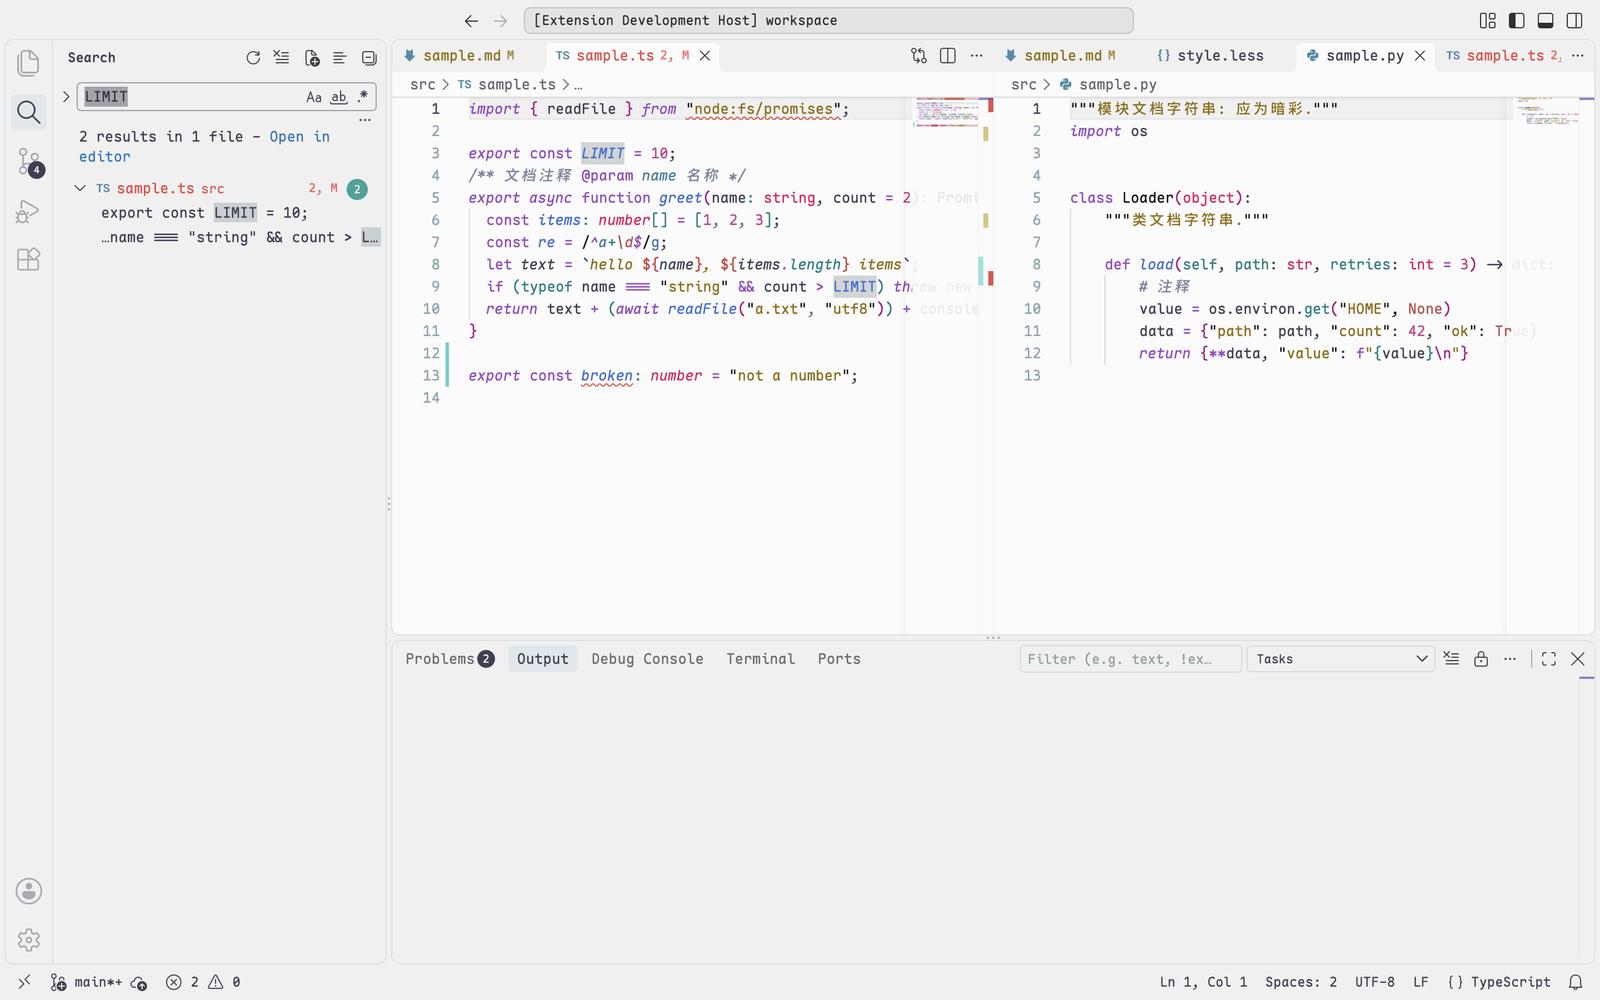 [Extension Development Host] workspace
Search
LIMIT
Aa ab .*
2 results in 1 file - Open in
editor
TS sample.ts src 2, M 2
export const LIMIT = 10;
…name === "string" && count > L…
4
sample.md M
TS sample.ts 2, M
src > TS sample.ts > …
1 import { readFile } from "node:fs/promises";
2
3 export const LIMIT = 10;
4 /** 文档注释 @param name 名称 */
5 export async function greet(name: string, count = 2): Promi
6 const items: number[] = [1, 2, 3];
7 const re = /^a+\d$/g;
8 let text = `hello ${name}, ${items.length} items`;
9 if (typeof name === "string" && count > LIMIT) throw new
10 return text + (await readFile("a.txt", "utf8")) + console
11 }
12
13 export const broken: number = "not a number";
14
sample.md M
{} style.less
sample.py
TS sample.ts 2,
src > sample.py
1 """模块文档字符串: 应为暗彩."""
2 import os
3
4
5 class Loader(object):
6 """类文档字符串."""
7
8 def load(self, path: str, retries: int = 3) -> dict:
9 # 注释
10 value = os.environ.get("HOME", None)
11 data = {"path": path, "count": 42, "ok": True}
12 return {**data, "value": f"{value}\n"}
13
Problems 2 Output Debug Console Terminal Ports
Filter (e.g. text, !ex…
Tasks
main*+ 2 0
Ln 1, Col 1 Spaces: 2 UTF-8 LF {} TypeScript